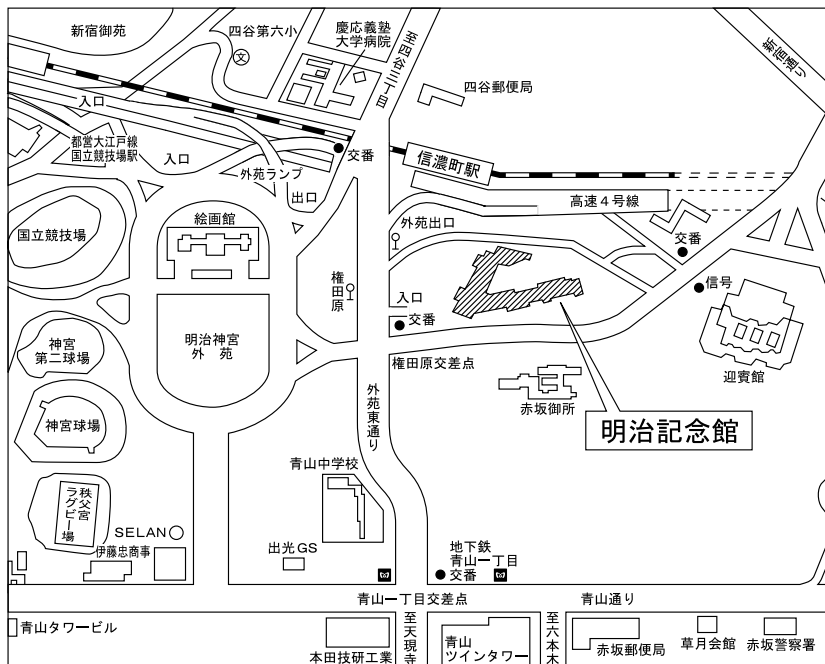 新宿御苑
四谷第六小
文
慶応義塾
大学病院
至四谷三丁目
四谷郵便局
新宿通り
入口
都営大江戸線
国立競技場駅
入口
外苑ランプ
出口
交番
信濃町駅
高速4号線
外苑出口
交番
信号
国立競技場
絵画館
権田原
入口
交番
神宮
第二球場
明治神宮
外苑
権田原交差点
迎賓館
赤坂御所
明治記念館
神宮球場
外苑東通り
青山中学校
秩父宮
ラグビー場
SELAN
伊藤忠商事
出光GS
地下鉄
青山一丁目
交番
青山一丁目交差点
青山通り
青山タワービル
本田技研工業
至天現寺
青山
ツインタワー
至六本木
赤坂郵便局
草月会館
赤坂警察署